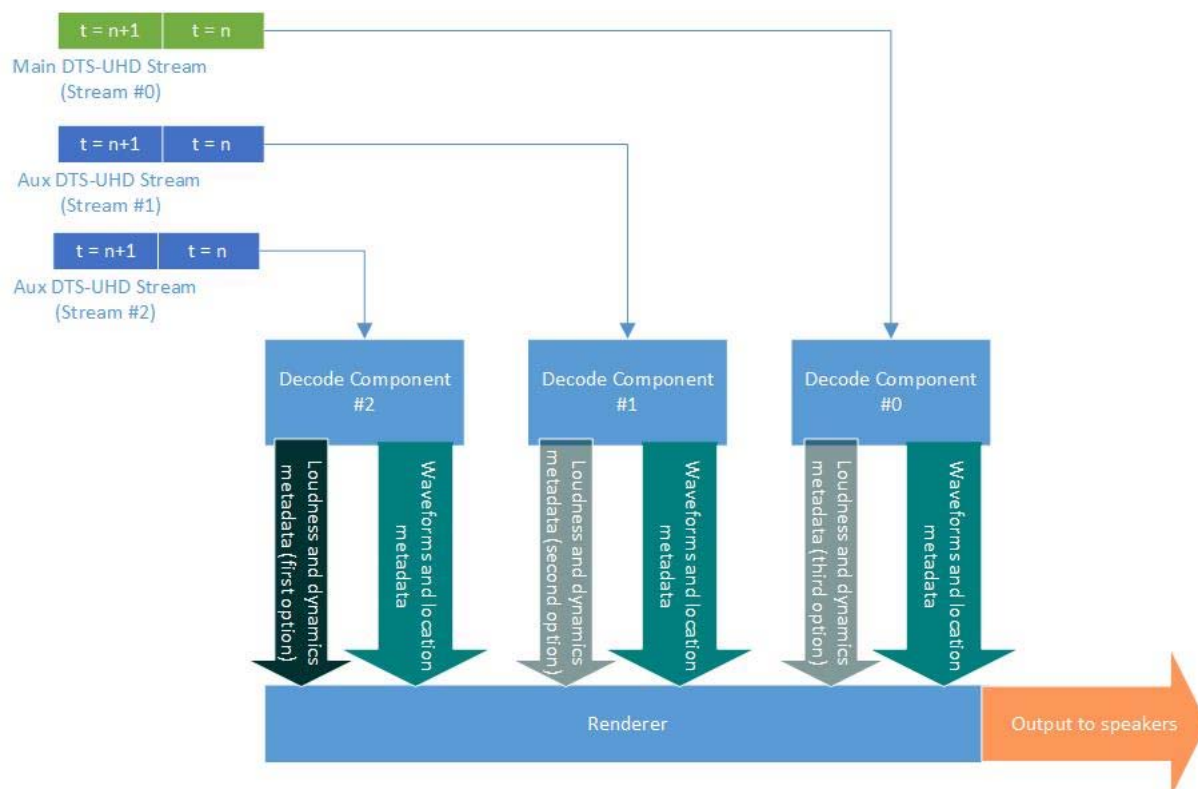 t = n+1 t = n
Main DTS-UHD Stream
(Stream #0)
t = n+1 t = n
Aux DTS-UHD Stream
(Stream #1)
t = n+1 t = n
Aux DTS-UHD Stream
(Stream #2)
Decode Component
#2
Decode Component
#1
Decode Component
#0
Loudness and dynamics
metadata (first option)
Waveforms and location
metadata
Loudness and dynamics
metadata (second option)
Waveforms and location
metadata
Loudness and dynamics
metadata (third option)
Waveforms and location
metadata
Renderer
Output to speakers